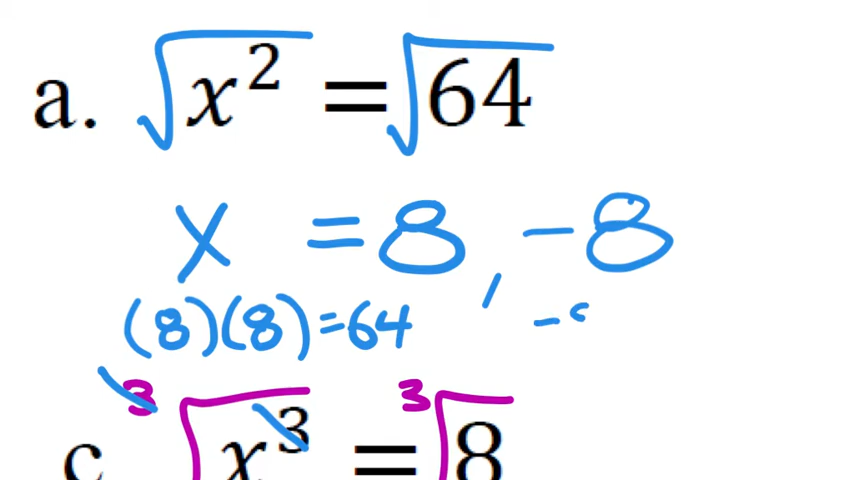 a. √x² = √64
x = 8, -8
(8)(8)=64
c ³√x³ = ³√8